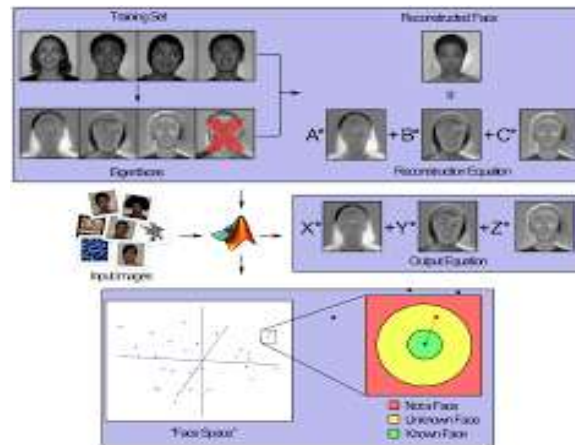 Training Set
Reconstructed Face
=
A* + B* + C*
Eigenfaces
Reconstruction Equation
X* + Y* + Z*
Input Images
Output Equation
Not a Face
Unknown Face
Known Face
"Face Space"